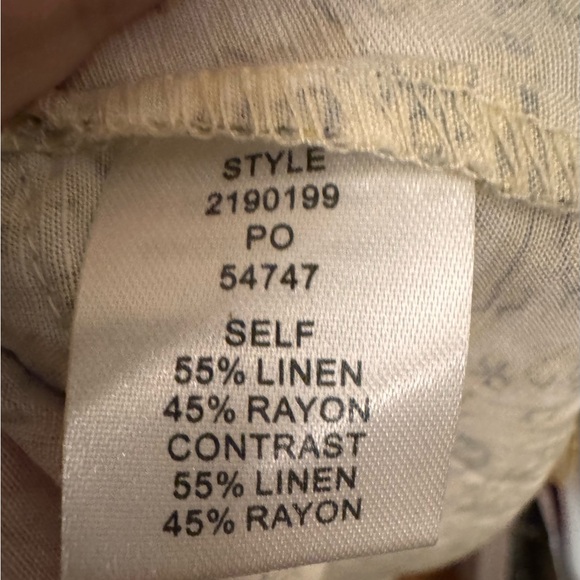 STYLE
2190199
PO
54747
SELF
55% LINEN
45% RAYON
CONTRAST
55% LINEN
45% RAYON